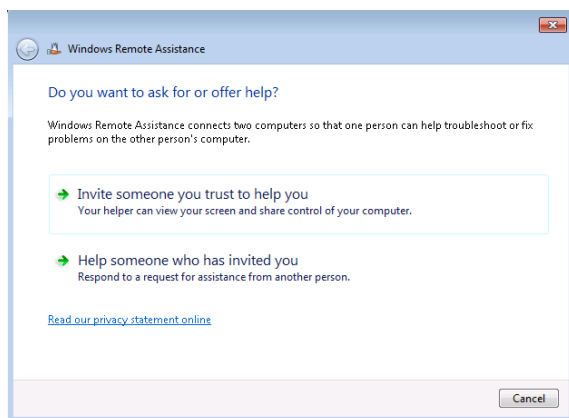 Windows Remote Assistance
Do you want to ask for or offer help?
Windows Remote Assistance connects two computers so that one person can help troubleshoot or fix
problems on the other person's computer.
Invite someone you trust to help you
Your helper can view your screen and share control of your computer.
Help someone who has invited you
Respond to a request for assistance from another person.
Read our privacy statement online
Cancel